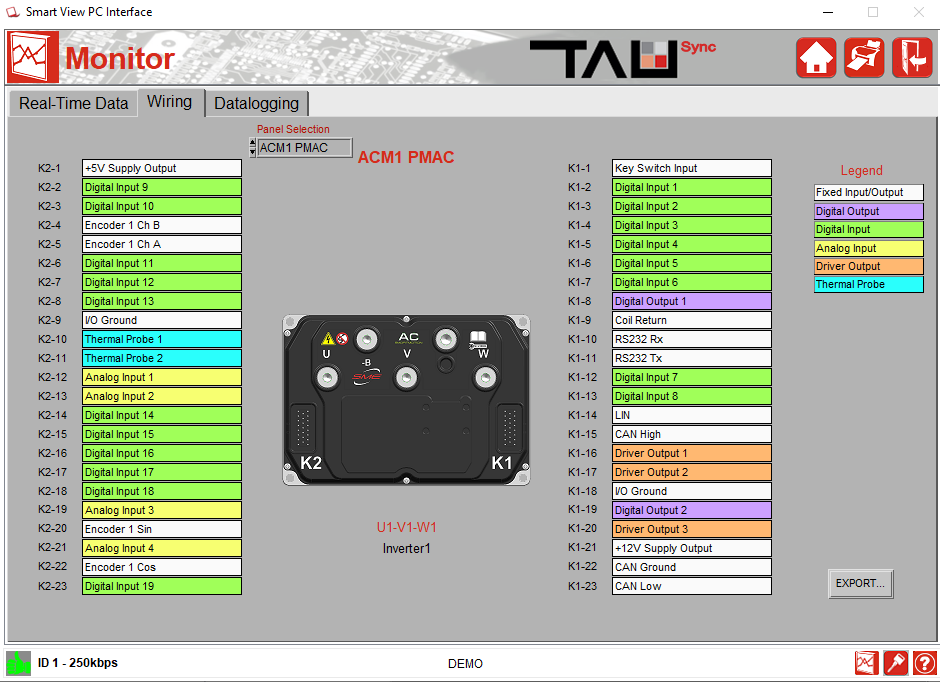 Smart View PC Interface
Monitor
TAU Sync
Real-Time Data
Wiring
Datalogging
Panel Selection
ACM1 PMAC
ACM1 PMAC
K2-1 +5V Supply Output
K2-2 Digital Input 9
K2-3 Digital Input 10
K2-4 Encoder 1 Ch B
K2-5 Encoder 1 Ch A
K2-6 Digital Input 11
K2-7 Digital Input 12
K2-8 Digital Input 13
K2-9 I/O Ground
K2-10 Thermal Probe 1
K2-11 Thermal Probe 2
K2-12 Analog Input 1
K2-13 Analog Input 2
K2-14 Digital Input 14
K2-15 Digital Input 15
K2-16 Digital Input 16
K2-17 Digital Input 17
K2-18 Digital Input 18
K2-19 Analog Input 3
K2-20 Encoder 1 Sin
K2-21 Analog Input 4
K2-22 Encoder 1 Cos
K2-23 Digital Input 19
AC
U
V
W
-B
SME
K2
K1
U1-V1-W1
Inverter1
K1-1 Key Switch Input
K1-2 Digital Input 1
K1-3 Digital Input 2
K1-4 Digital Input 3
K1-5 Digital Input 4
K1-6 Digital Input 5
K1-7 Digital Input 6
K1-8 Digital Output 1
K1-9 Coil Return
K1-10 RS232 Rx
K1-11 RS232 Tx
K1-12 Digital Input 7
K1-13 Digital Input 8
K1-14 LIN
K1-15 CAN High
K1-16 Driver Output 1
K1-17 Driver Output 2
K1-18 I/O Ground
K1-19 Digital Output 2
K1-20 Driver Output 3
K1-21 +12V Supply Output
K1-22 CAN Ground
K1-23 CAN Low
Legend
Fixed Input/Output
Digital Output
Digital Input
Analog Input
Driver Output
Thermal Probe
EXPORT...
ID 1 - 250kbps
DEMO